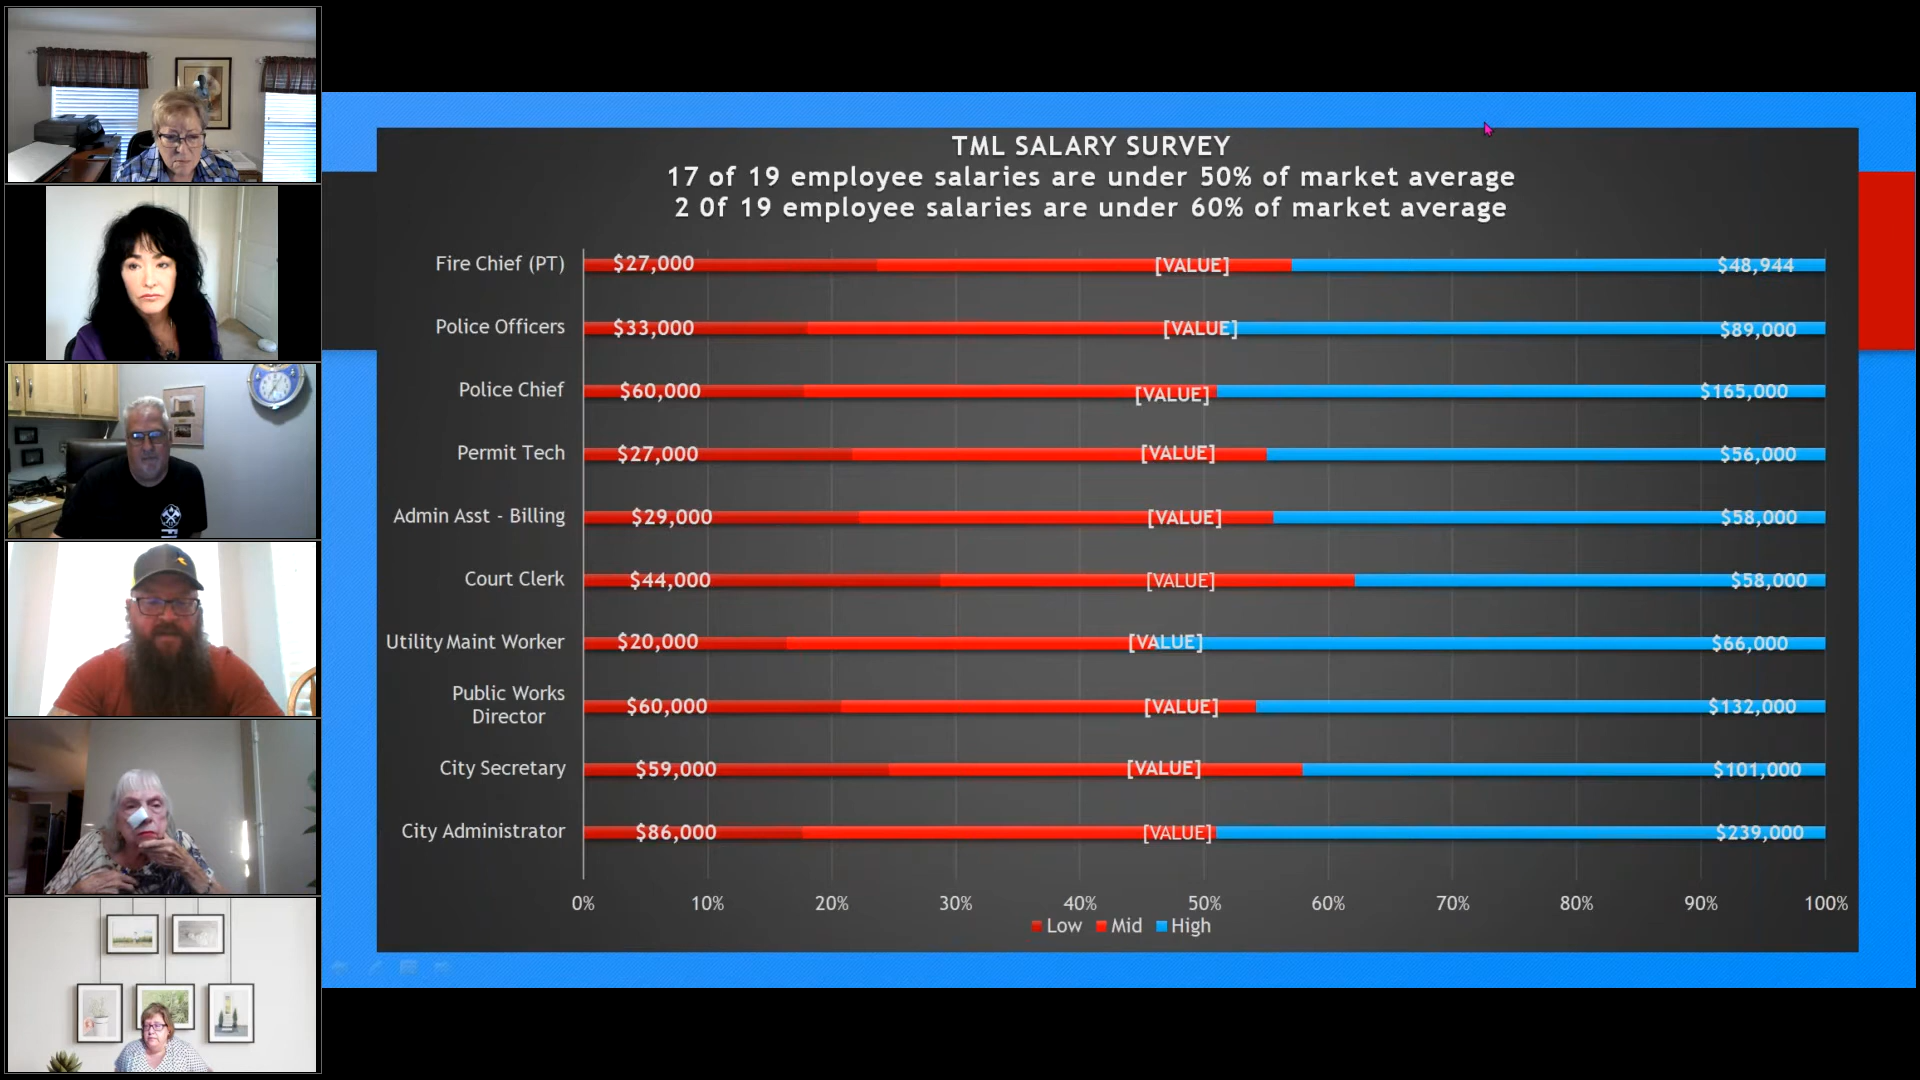 TML SALARY SURVEY
17 of 19 employee salaries are under 50% of market average
2 0f 19 employee salaries are under 60% of market average
Fire Chief (PT) $27,000 [VALUE] $48,944
Police Officers $33,000 [VALUE] $89,000
Police Chief $60,000 [VALUE] $165,000
Permit Tech $27,000 [VALUE] $56,000
Admin Asst - Billing $29,000 [VALUE] $58,000
Court Clerk $44,000 [VALUE] $58,000
Utility Maint Worker $20,000 [VALUE] $66,000
Public Works
Director $60,000 [VALUE] $132,000
City Secretary $59,000 [VALUE] $101,000
City Administrator $86,000 [VALUE] $239,000
0% 10% 20% 30% 40% 50% 60% 70% 80% 90% 100%
Low Mid High